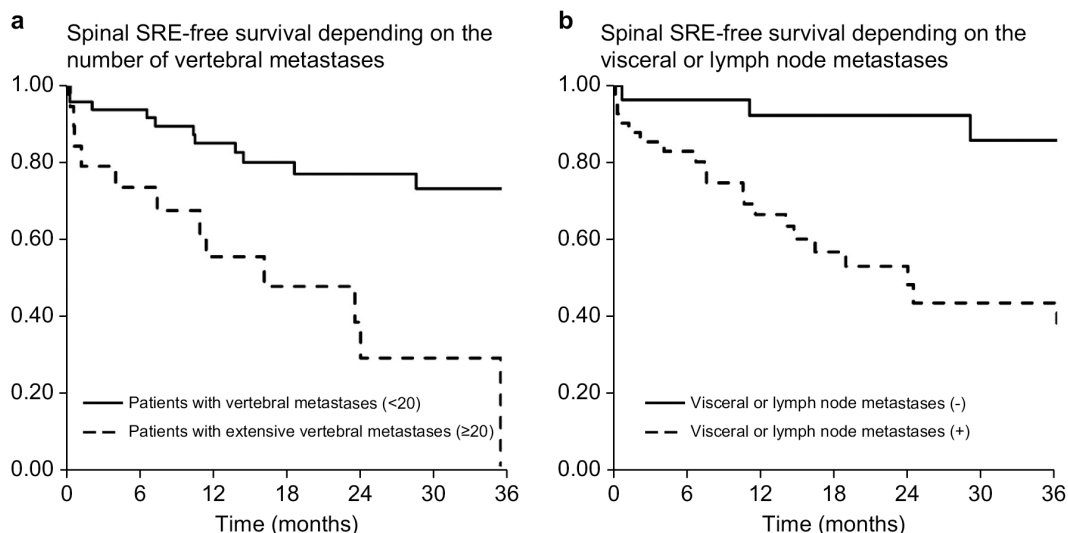 a
Spinal SRE-free survival depending on the
number of vertebral metastases
1.00
0.80
0.60
0.40
0.20
0.00
Patients with vertebral metastases (<20)
Patients with extensive vertebral metastases (≥20)
0 6 12 18 24 30 36
Time (months)
b
Spinal SRE-free survival depending on the
visceral or lymph node metastases
1.00
0.80
0.60
0.40
0.20
0.00
Visceral or lymph node metastases (-)
Visceral or lymph node metastases (+)
0 6 12 18 24 30 36
Time (months)